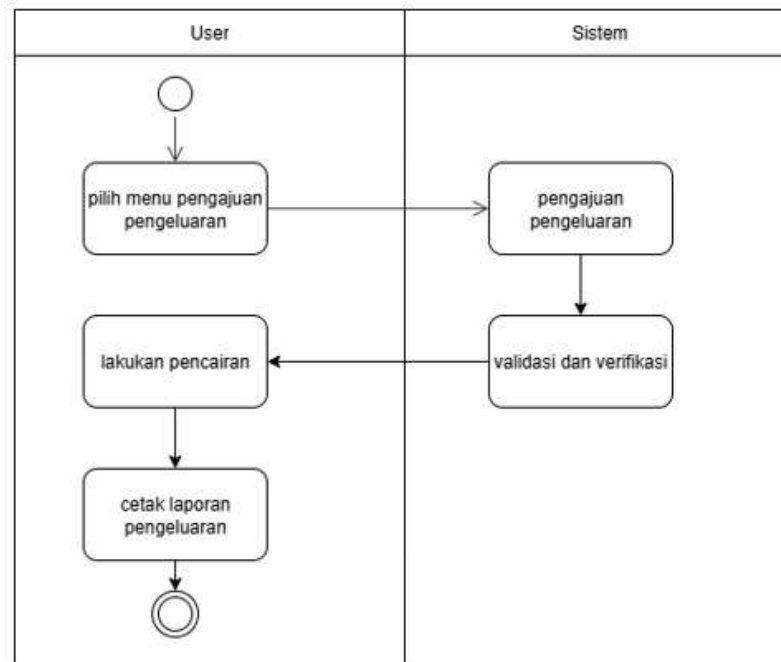 User
Sistem
pilih menu pengajuan
pengeluaran
pengajuan
pengeluaran
lakukan pencairan
validasi dan verifikasi
cetak laporan
pengeluaran